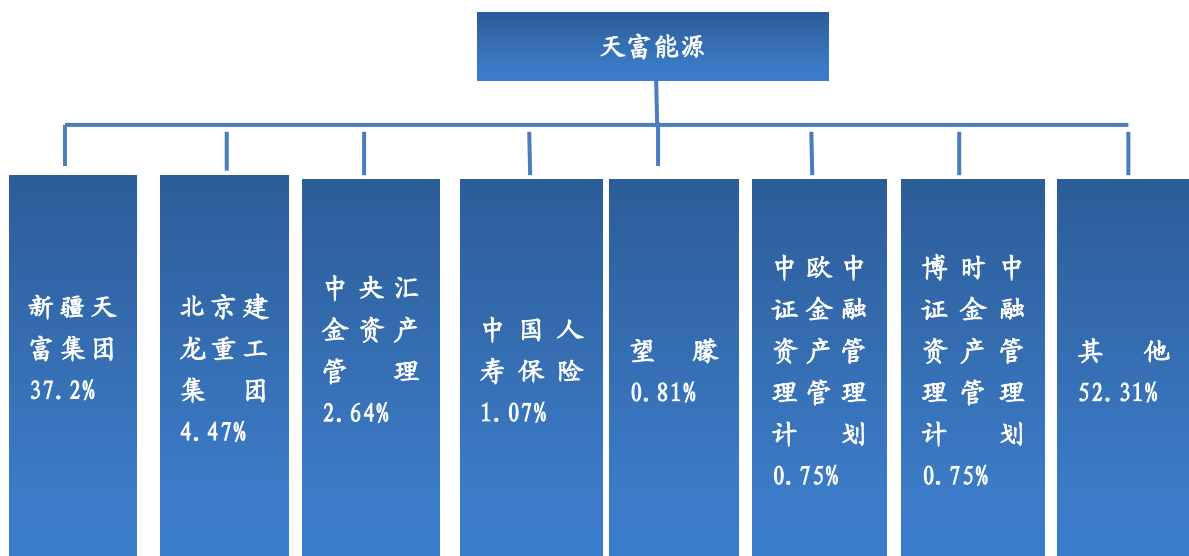 天富能源
新疆天
富集团
37.2%
北京建
龙重工
集团
4.47%
中央汇
金资产
管理
2.64%
中国人
寿保险
1.07%
望朦
0.81%
中欧中
证金融
资产管
理管理
计划
0.75%
博时中
证金融
资产管
理管理
计划
0.75%
其他
52.31%